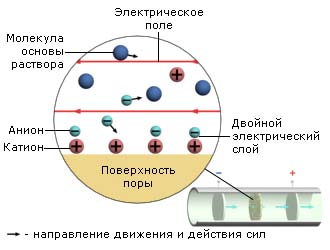 Электрическое
поле
Молекула
основы
раствора
+
−
−
Анион
Катион
− − − −
+ + + +
Двойной
электрический
слой
Поверхность
поры
− +
- направление движения и действия сил